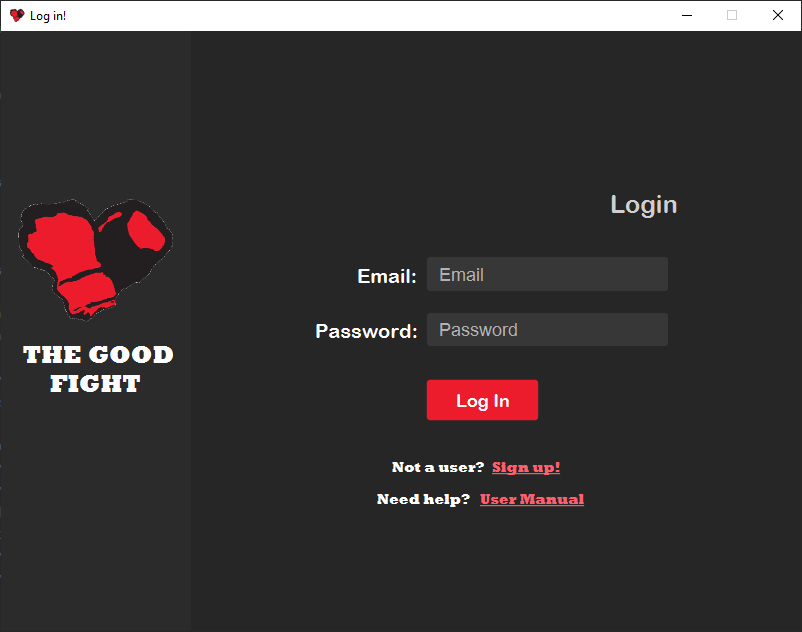 Log in!
THE GOOD
FIGHT
Login
Email: Email
Password: Password
Log In
Not a user? Sign up!
Need help? User Manual